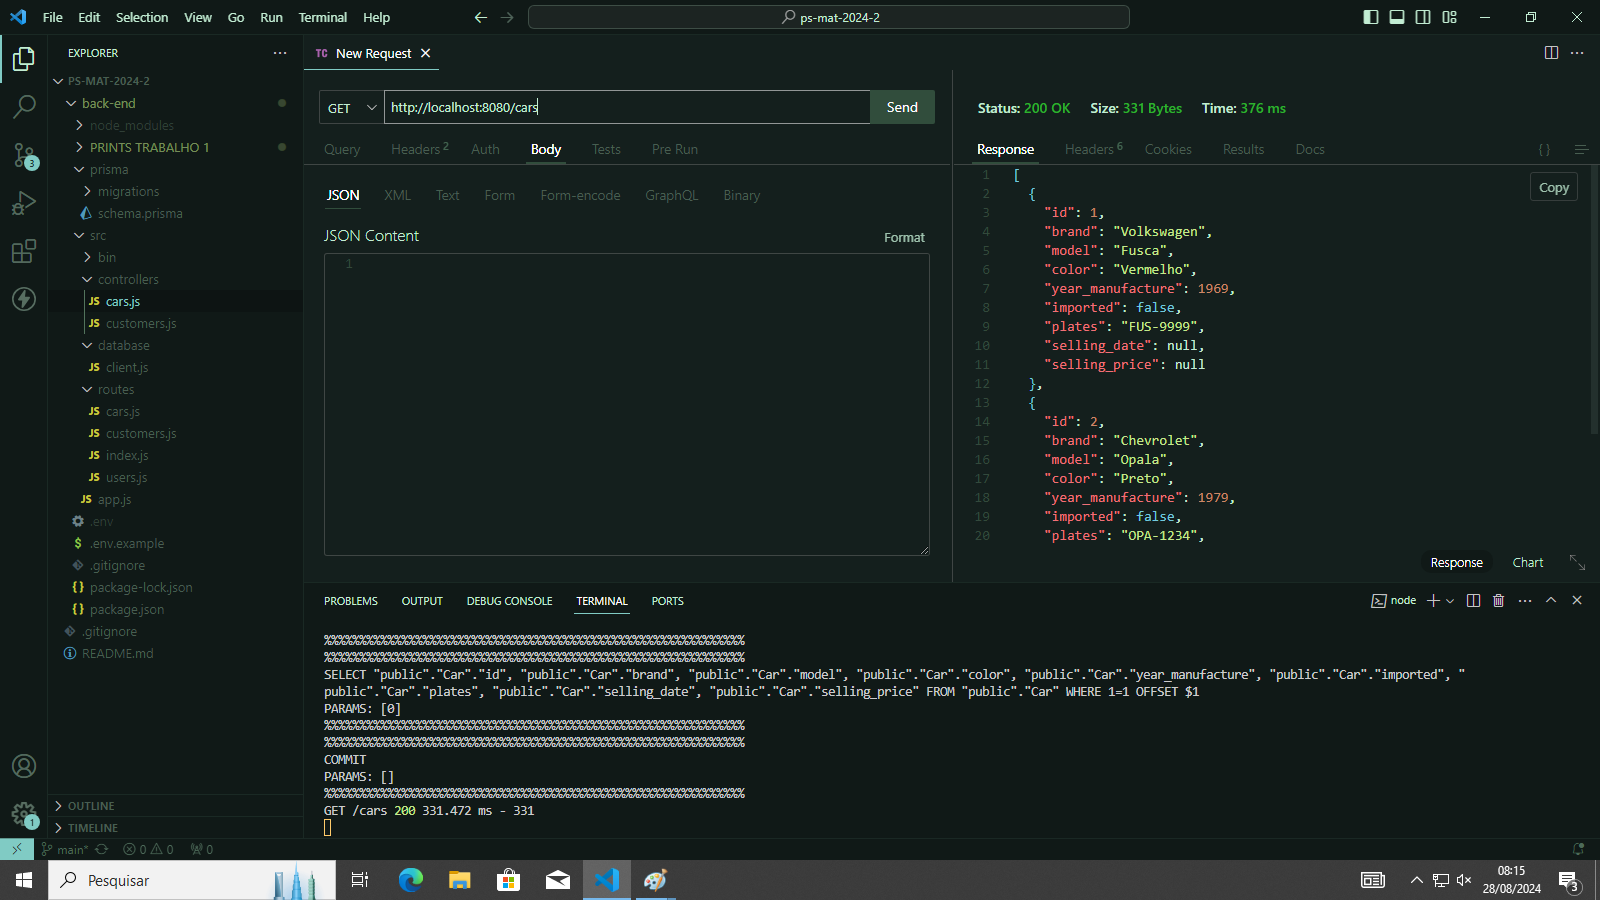 File Edit Selection View Go Run Terminal Help
ps-mat-2024-2
EXPLORER
PS-MAT-2024-2
back-end
node_modules
PRINTS TRABALHO 1
prisma
migrations
schema.prisma
src
bin
controllers
JS cars.js
JS customers.js
database
JS client.js
routes
JS cars.js
JS customers.js
JS index.js
JS users.js
JS app.js
.env
$ .env.example
.gitignore
{} package-lock.json
{} package.json
.gitignore
README.md
OUTLINE
TIMELINE
3
1
TC New Request
GET http://localhost:8080/cars Send
Query Headers 2 Auth Body Tests Pre Run
JSON XML Text Form Form-encode GraphQL Binary
JSON Content Format
1
Status: 200 OK Size: 331 Bytes Time: 376 ms
Response Headers 6 Cookies Results Docs { }
Copy
1 [
2 {
3 "id": 1,
4 "brand": "Volkswagen",
5 "model": "Fusca",
6 "color": "Vermelho",
7 "year_manufacture": 1969,
8 "imported": false,
9 "plates": "FUS-9999",
10 "selling_date": null,
11 "selling_price": null
12 },
13 {
14 "id": 2,
15 "brand": "Chevrolet",
16 "model": "Opala",
17 "color": "Preto",
18 "year_manufacture": 1979,
19 "imported": false,
20 "plates": "OPA-1234",
Response Chart
PROBLEMS OUTPUT DEBUG CONSOLE TERMINAL PORTS
node
%%%%%%%%%%%%%%%%%%%%%%%%%%%%%%%%%%%%%%%%%%%%%%%%%%%%%%%%%%%%
%%%%%%%%%%%%%%%%%%%%%%%%%%%%%%%%%%%%%%%%%%%%%%%%%%%%%%%%%%%%
SELECT "public"."Car"."id", "public"."Car"."brand", "public"."Car"."model", "public"."Car"."color", "public"."Car"."year_manufacture", "public"."Car"."imported", "
public"."Car"."plates", "public"."Car"."selling_date", "public"."Car"."selling_price" FROM "public"."Car" WHERE 1=1 OFFSET $1
PARAMS: [0]
%%%%%%%%%%%%%%%%%%%%%%%%%%%%%%%%%%%%%%%%%%%%%%%%%%%%%%%%%%%%
%%%%%%%%%%%%%%%%%%%%%%%%%%%%%%%%%%%%%%%%%%%%%%%%%%%%%%%%%%%%
COMMIT
PARAMS: []
%%%%%%%%%%%%%%%%%%%%%%%%%%%%%%%%%%%%%%%%%%%%%%%%%%%%%%%%%%%%
GET /cars 200 331.472 ms - 331
main* 0 0 0
Pesquisar
08:15
28/08/2024
3